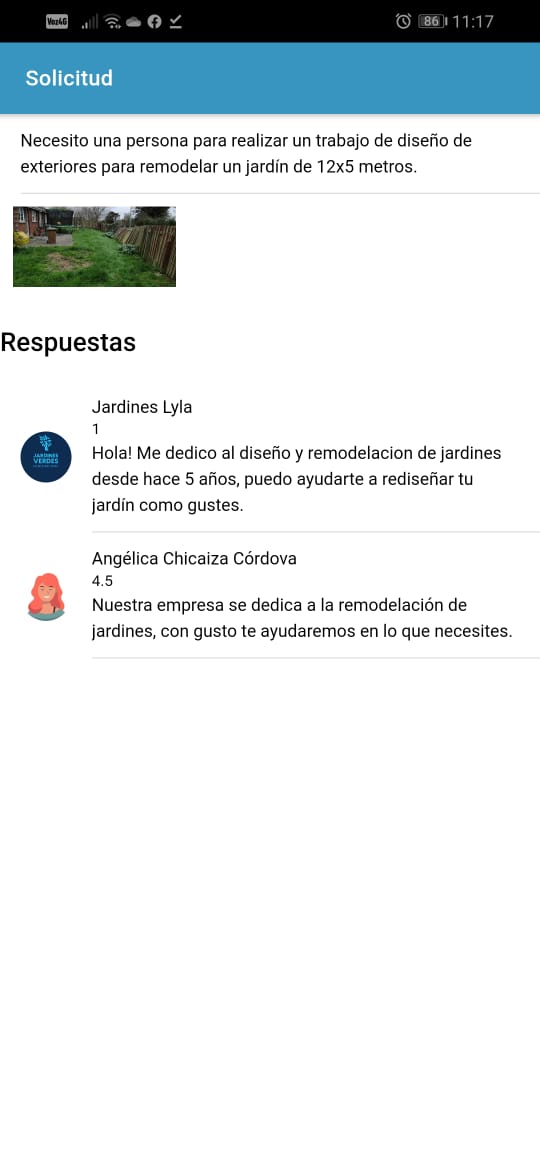 Voz4G 86 11:17
Solicitud
Necesito una persona para realizar un trabajo de diseño de
exteriores para remodelar un jardín de 12x5 metros.
Respuestas
Jardines Lyla
1
JARDINES
VERDES
Hola! Me dedico al diseño y remodelacion de jardines
desde hace 5 años, puedo ayudarte a rediseñar tu
jardín como gustes.
Angélica Chicaiza Córdova
4.5
Nuestra empresa se dedica a la remodelación de
jardines, con gusto te ayudaremos en lo que necesites.